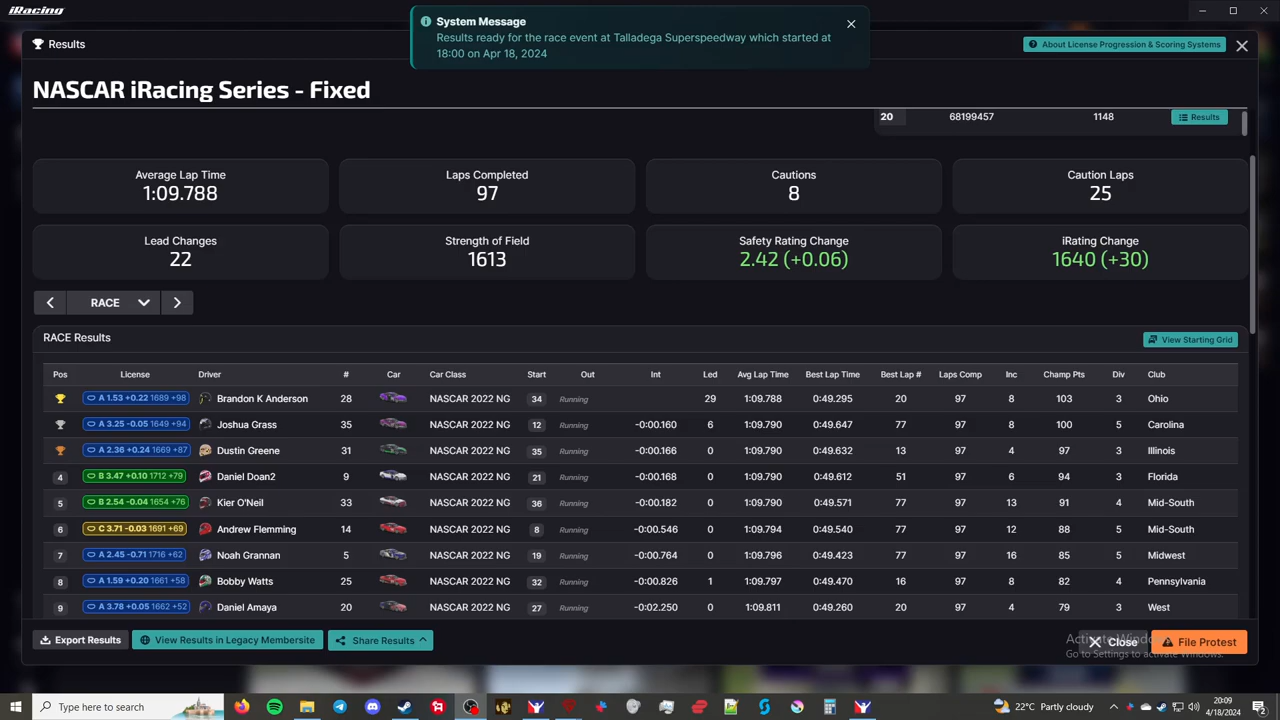 iRacing
System Message
Results ready for the race event at Talladega Superspeedway which started at
18:00 on Apr 18, 2024
Results
About License Progression & Scoring Systems
NASCAR iRacing Series - Fixed
20 68199457 1148 Results
Average Lap Time Laps Completed Cautions Caution Laps
1:09.788 97 8 25
Lead Changes Strength of Field Safety Rating Change iRating Change
22 1613 2.42 (+0.06) 1640 (+30)
RACE
RACE Results
View Starting Grid
Pos License Driver # Car Car Class Start Out Int Led Avg Lap Time Best Lap Time Best Lap # Laps Comp Inc Champ Pts Div Club
A 1.53 +0.22 1689 +98 Brandon K Anderson 28 NASCAR 2022 NG 34 Running 29 1:09.788 0:49.295 20 97 8 103 3 Ohio
A 3.25 -0.05 1649 +94 Joshua Grass 35 NASCAR 2022 NG 12 Running -0:00.160 6 1:09.790 0:49.647 77 97 8 100 5 Carolina
A 2.36 +0.24 1669 +87 Dustin Greene 31 NASCAR 2022 NG 35 Running -0:00.166 0 1:09.790 0:49.632 13 97 4 97 3 Illinois
4 B 3.47 +0.10 1712 +79 Daniel Doan2 9 NASCAR 2022 NG 21 Running -0:00.168 0 1:09.790 0:49.612 51 97 6 94 3 Florida
5 B 2.54 -0.04 1654 +76 Kier O'Neil 33 NASCAR 2022 NG 36 Running -0:00.182 0 1:09.790 0:49.571 77 97 13 91 4 Mid-South
6 C 3.71 -0.03 1691 +69 Andrew Flemming 14 NASCAR 2022 NG 8 Running -0:00.546 0 1:09.794 0:49.540 77 97 12 88 5 Mid-South
7 A 2.45 -0.71 1716 +62 Noah Grannan 5 NASCAR 2022 NG 19 Running -0:00.764 0 1:09.796 0:49.423 77 97 16 85 5 Midwest
8 A 1.59 +0.20 1661 +58 Bobby Watts 25 NASCAR 2022 NG 32 Running -0:00.826 1 1:09.797 0:49.470 16 97 8 82 4 Pennsylvania
9 A 3.78 +0.05 1662 +52 Daniel Amaya 20 NASCAR 2022 NG 27 Running -0:02.250 0 1:09.811 0:49.260 20 97 4 79 3 West
Export Results View Results in Legacy Membersite Share Results Close File Protest
Activate Windo
Go to Settings to activate Windows.
Type here to search 22°C Partly cloudy 20:09
4/18/2024